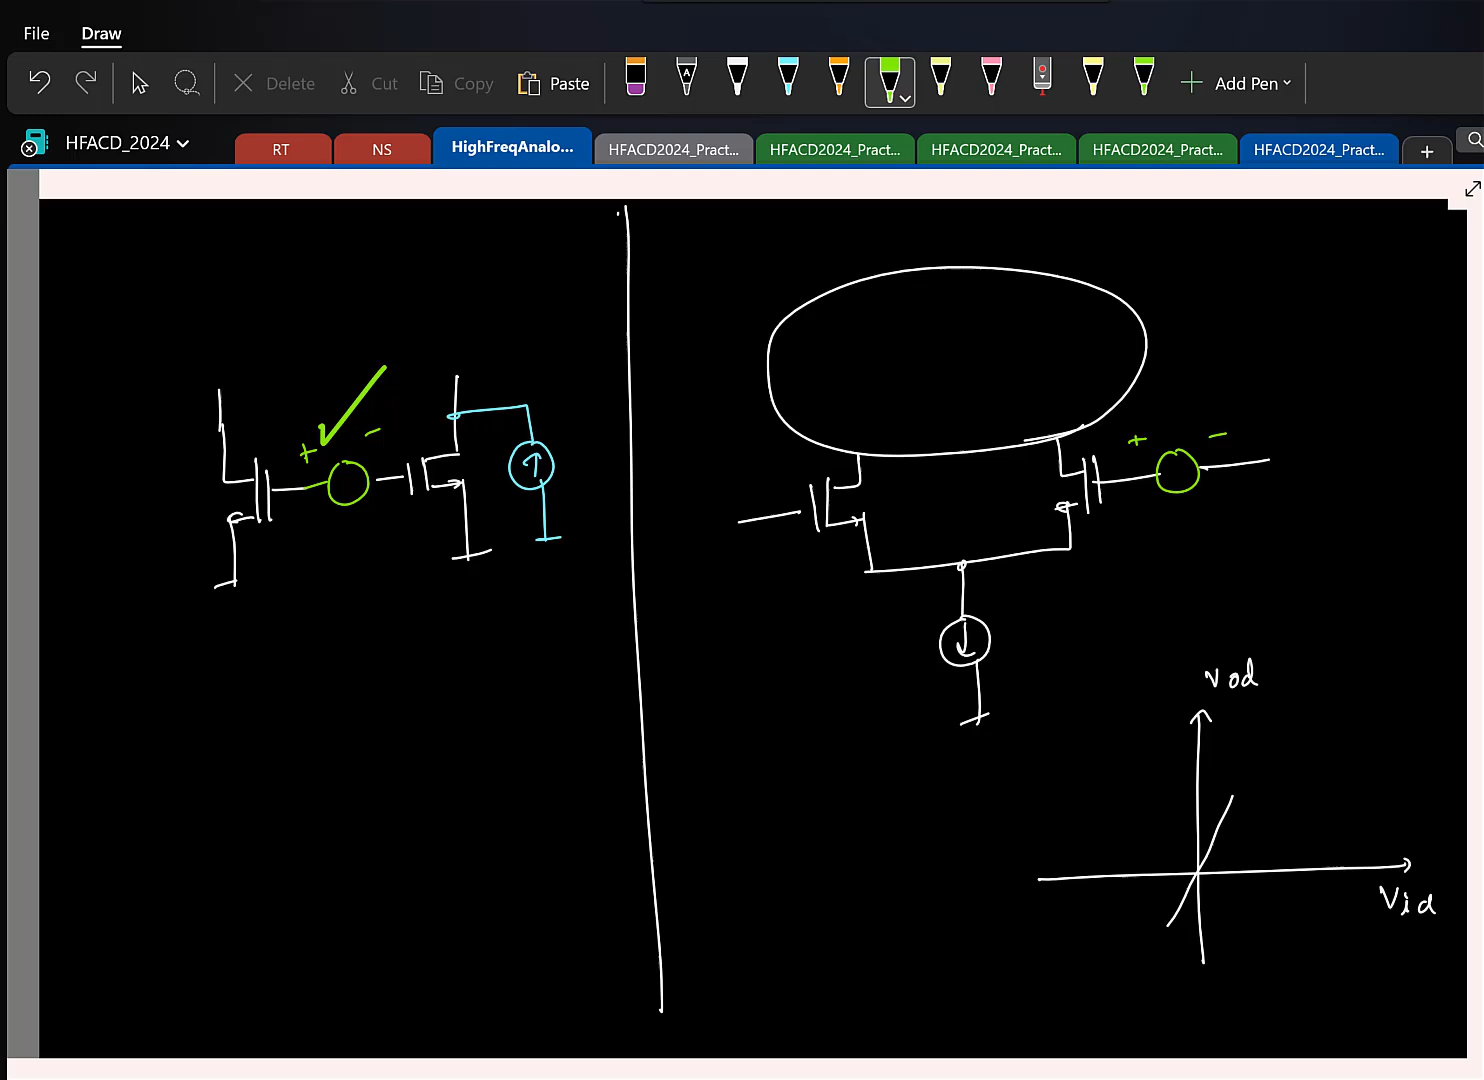 File Draw
Delete Cut Copy Paste A Add Pen
HFACD_2024 RT NS HighFreqAnalo... HFACD2024_Pract... HFACD2024_Pract... HFACD2024_Pract... HFACD2024_Pract... HFACD2024_Pract... +
+ -
+ -
Vod
Vid